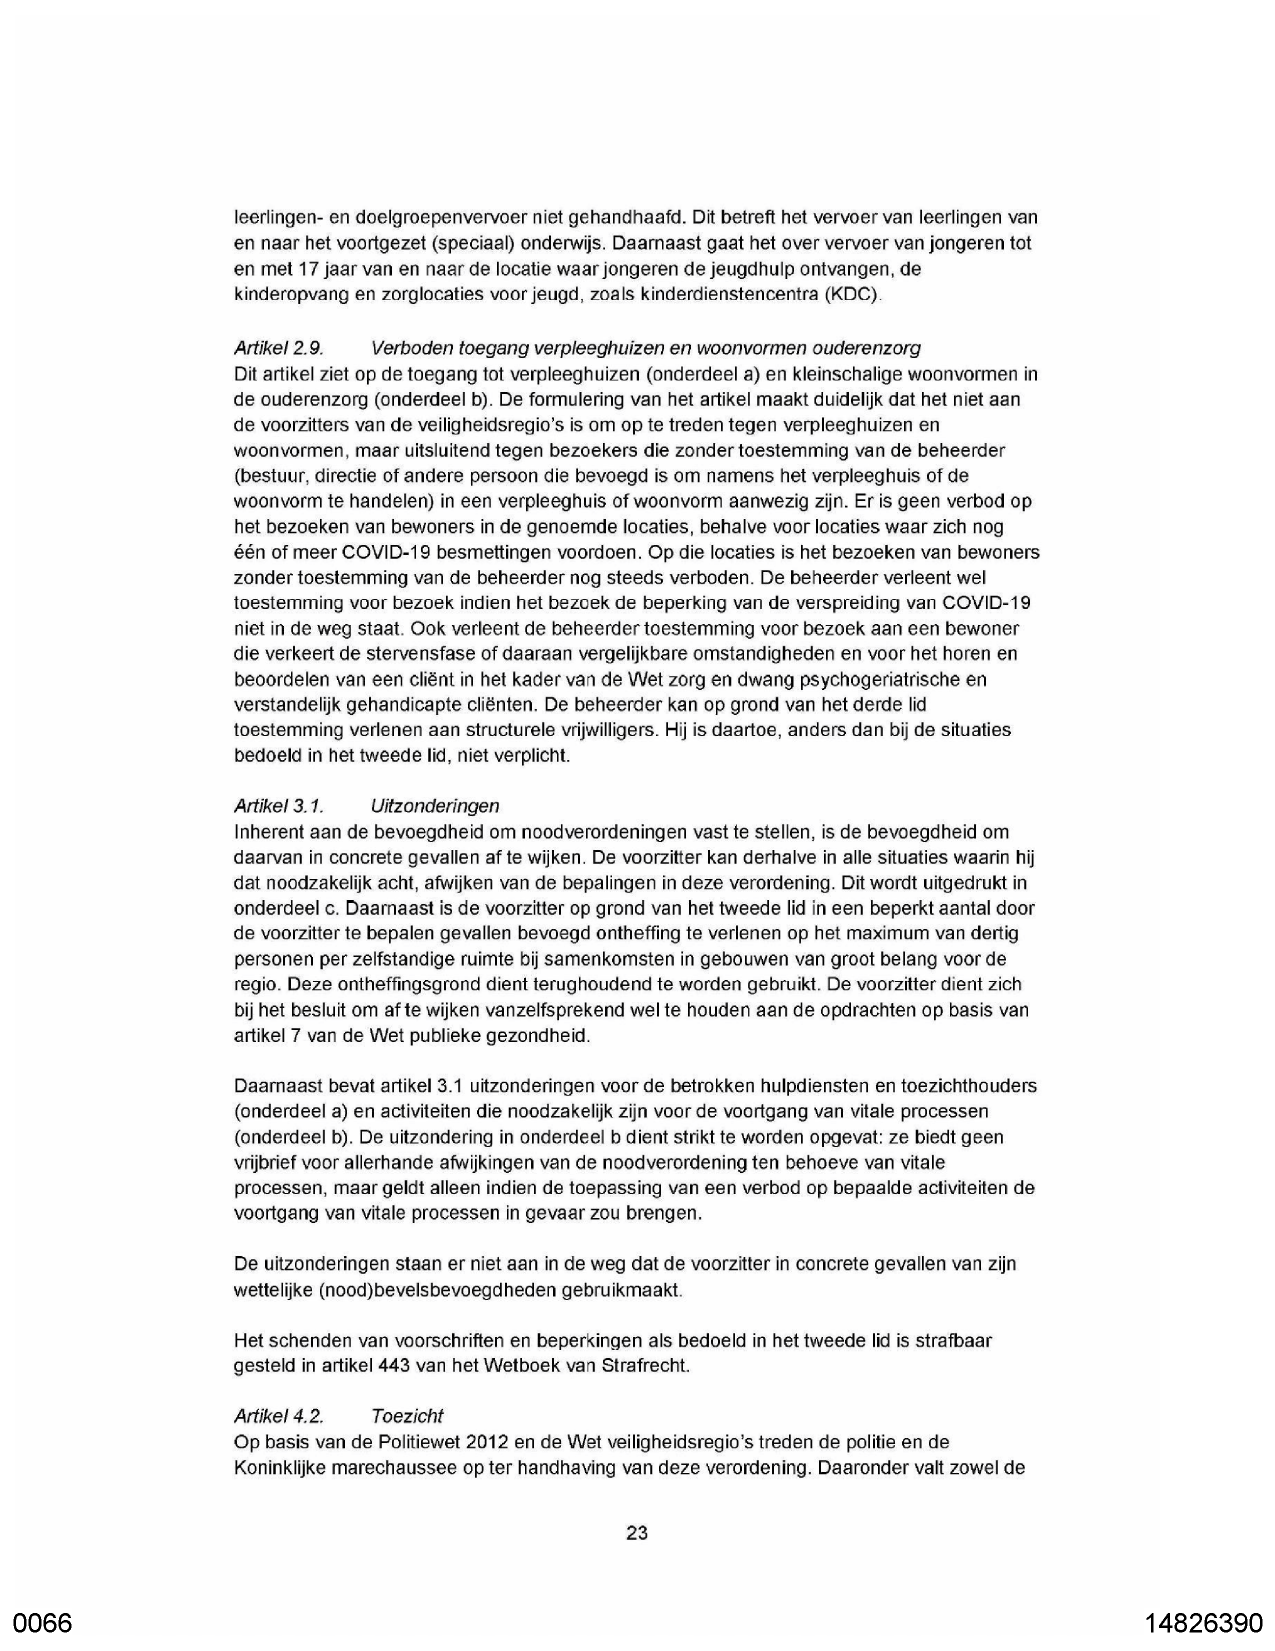 leerlingen- en doelgroepenvervoer niet gehandhaafd. Dit betreft het vervoer van leerlingen van
en naar het voortgezet (speciaal) onderwijs. Daarnaast gaat het over vervoer van jongeren tot
en met 17 jaar van en naar de locatie waar jongeren de jeugdhulp ontvangen, de
kinderopvang en zorglocaties voor jeugd, zoals kinderdienstencentra (KDC).
Artikel 2.9. Verboden toegang verpleeghuizen en woonvormen ouderenzorg
Dit artikel ziet op de toegang tot verpleeghuizen (onderdeel a) en kleinschalige woonvormen in
de ouderenzorg (onderdeel b). De formulering van het artikel maakt duidelijk dat het niet aan
de voorzitters van de veiligheidsregio's is om op te treden tegen verpleeghuizen en
woonvormen, maar uitsluitend tegen bezoekers die zonder toestemming van de beheerder
(bestuur, directie of andere persoon die bevoegd is om namens het verpleeghuis of de
woonvorm te handelen) in een verpleeghuis of woonvorm aanwezig zijn. Er is geen verbod op
het bezoeken van bewoners in de genoemde locaties, behalve voor locaties waar zich nog
één of meer COVID-19 besmettingen voordoen. Op die locaties is het bezoeken van bewoners
zonder toestemming van de beheerder nog steeds verboden. De beheerder verleent wel
toestemming voor bezoek indien het bezoek de beperking van de verspreiding van COVID-19
niet in de weg staat. Ook verleent de beheerder toestemming voor bezoek aan een bewoner
die verkeert de stervensfase of daaraan vergelijkbare omstandigheden en voor het horen en
beoordelen van een cliënt in het kader van de Wet zorg en dwang psychogeriatrische en
verstandelijk gehandicapte cliënten. De beheerder kan op grond van het derde lid
toestemming verlenen aan structurele vrijwilligers. Hij is daartoe, anders dan bij de situaties
bedoeld in het tweede lid, niet verplicht.
Artikel 3.1. Uitzonderingen
Inherent aan de bevoegdheid om noodverordeningen vast te stellen, is de bevoegdheid om
daarvan in concrete gevallen af te wijken. De voorzitter kan derhalve in alle situaties waarin hij
dat noodzakelijk acht, afwijken van de bepalingen in deze verordening. Dit wordt uitgedrukt in
onderdeel c. Daarnaast is de voorzitter op grond van het tweede lid in een beperkt aantal door
de voorzitter te bepalen gevallen bevoegd ontheffing te verlenen op het maximum van dertig
personen per zelfstandige ruimte bij samenkomsten in gebouwen van groot belang voor de
regio. Deze ontheffingsgrond dient terughoudend te worden gebruikt. De voorzitter dient zich
bij het besluit om af te wijken vanzelfsprekend wel te houden aan de opdrachten op basis van
artikel 7 van de Wet publieke gezondheid.
Daarnaast bevat artikel 3.1 uitzonderingen voor de betrokken hulpdiensten en toezichthouders
(onderdeel a) en activiteiten die noodzakelijk zijn voor de voortgang van vitale processen
(onderdeel b). De uitzondering in onderdeel b dient strikt te worden opgevat: ze biedt geen
vrijbrief voor allerhande afwijkingen van de noodverordening ten behoeve van vitale
processen, maar geldt alleen indien de toepassing van een verbod op bepaalde activiteiten de
voortgang van vitale processen in gevaar zou brengen.
De uitzonderingen staan er niet aan in de weg dat de voorzitter in concrete gevallen van zijn
wettelijke (nood)bevelsbevoegdheden gebruikmaakt.
Het schenden van voorschriften en beperkingen als bedoeld in het tweede lid is strafbaar
gesteld in artikel 443 van het Wetboek van Strafrecht.
Artikel 4.2. Toezicht
Op basis van de Politiewet 2012 en de Wet veiligheidsregio's treden de politie en de
Koninklijke marechaussee op ter handhaving van deze verordening. Daaronder valt zowel de
23
0066
14826390